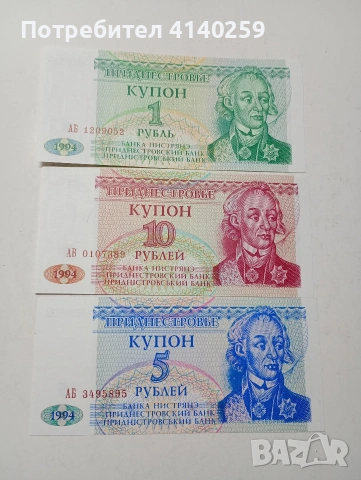 Потребител 4140259
ПРИДНЕСТРОВЬЕ
КУПОН
1
РУБЛЬ
АБ 1209052
1994
БАНКА НИСТРЯНЭ
ПРИДНЕСТРОВСКИЙ БАНК
ПРИДНІСТРОВСЬКИЙ БАНК
ПРИДНЕСТРОВЬЕ
КУПОН
10
РУБЛЕЙ
АВ 0107389
1994
БАНКА НИСТРЯНЭ
ПРИДНЕСТРОВСКИЙ БАНК
ПРИДНІСТРОВСЬКИЙ БАНК
ПРИДНЕСТРОВЬЕ
КУПОН
5
РУБЛЕЙ
АБ 3495895
1994
БАНКА НИСТРЯНЭ
ПРИДНЕСТРОВСКИЙ БАНК
ПРИДНІСТРОВСЬКИЙ БАНК
BAZAR